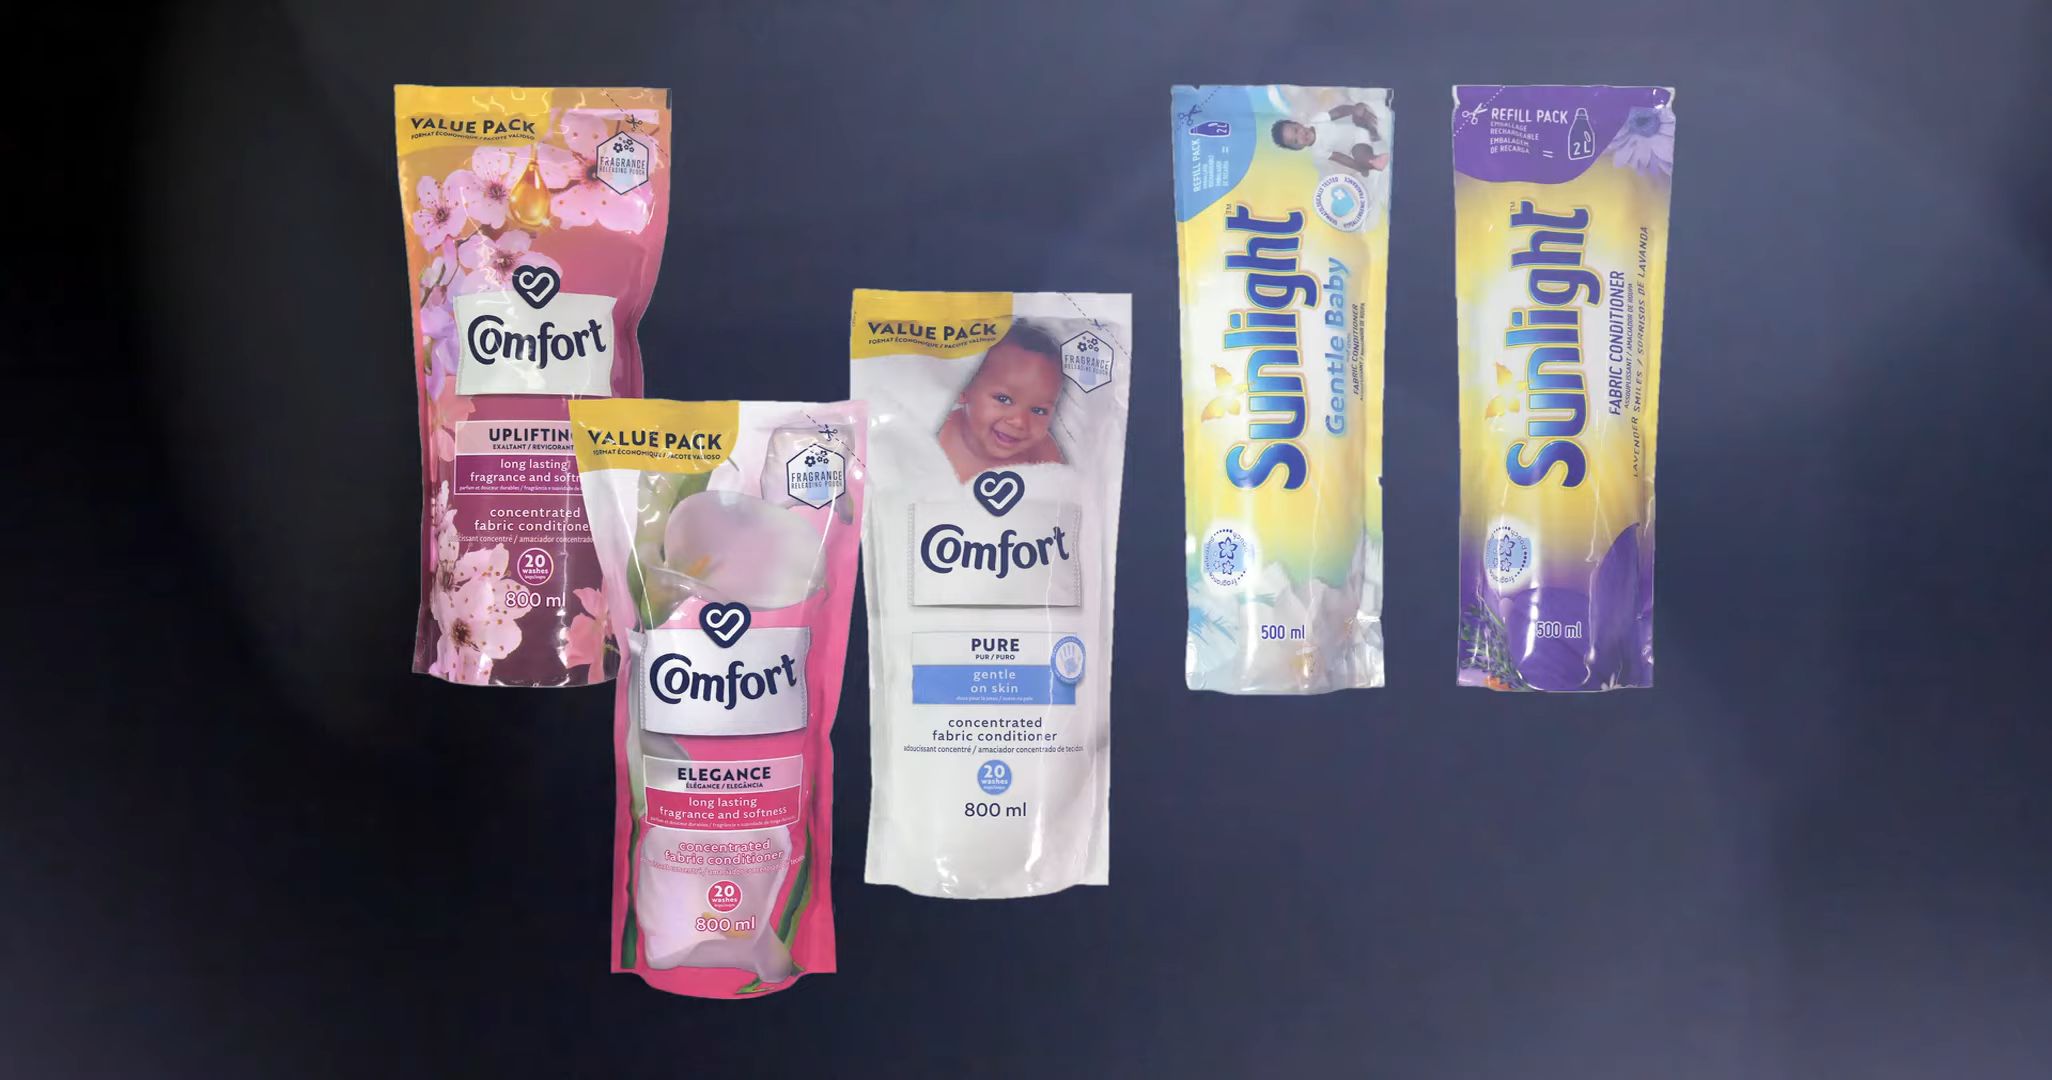 VALUE PACK
FORMAT ÉCONOMIQUE / PACOTE VALIOSO
FRAGRANCE
RELEASING POUCH
Comfort
UPLIFTING
EXALTANT / REVIGORANT
long lasting
fragrance and soft
concentrated
fabric conditione
20
washes
800 ml
VALUE PACK
FORMAT ÉCONOMIQUE / PACOTE VALIOSO
FRAGRANCE
RELEASING POUCH
Comfort
ELEGANCE
ÉLÉGANCE / ELEGÂNCIA
long lasting
fragrance and softness
concentrated
fabric conditioner
20
washes
800 ml
VALUE PACK
FORMAT ÉCONOMIQUE / PACOTE VALIOSO
FRAGRANCE
RELEASING POUCH
Comfort
PURE
PUR / PURO
gentle
on skin
concentrated
fabric conditioner
adoucissant concentré / amaciador concentrado de tecidos
20
washes
800 ml
REFILL PACK
2L
Sunlight™
Gentle Baby
FABRIC CONDITIONER
500 ml
REFILL PACK
EMBALLAGE
RECHARGEABLE
EMBALAGEM
DE RECARGA
=
2L
Sunlight™
FABRIC CONDITIONER
ASSOUPLISSANT / AMACIADOR DE ROUPA
LAVENDER SMILES / SORRISOS DE LAVANDA
500 ml